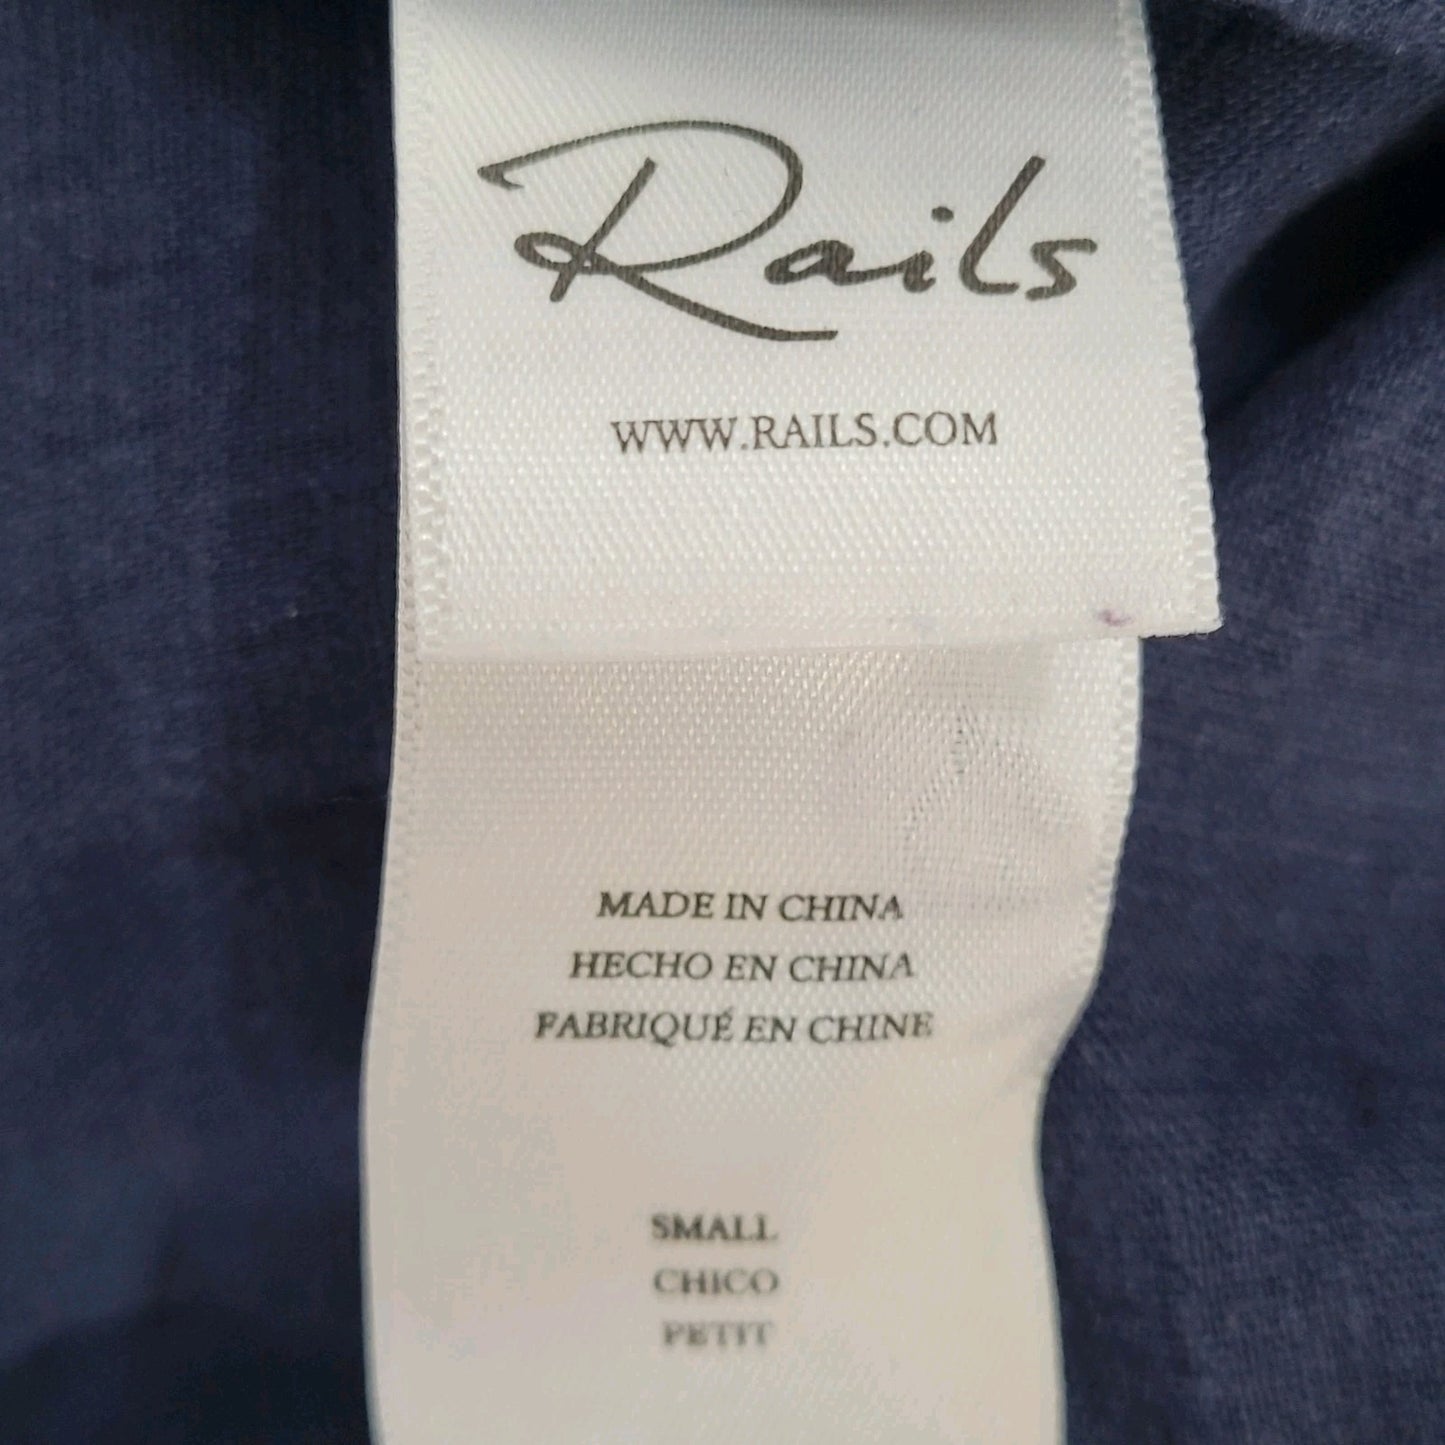 Rails
WWW.RAILS.COM
MADE IN CHINA
HECHO EN CHINA
FABRIQUÉ EN CHINE
SMALL
CHICO
PETIT